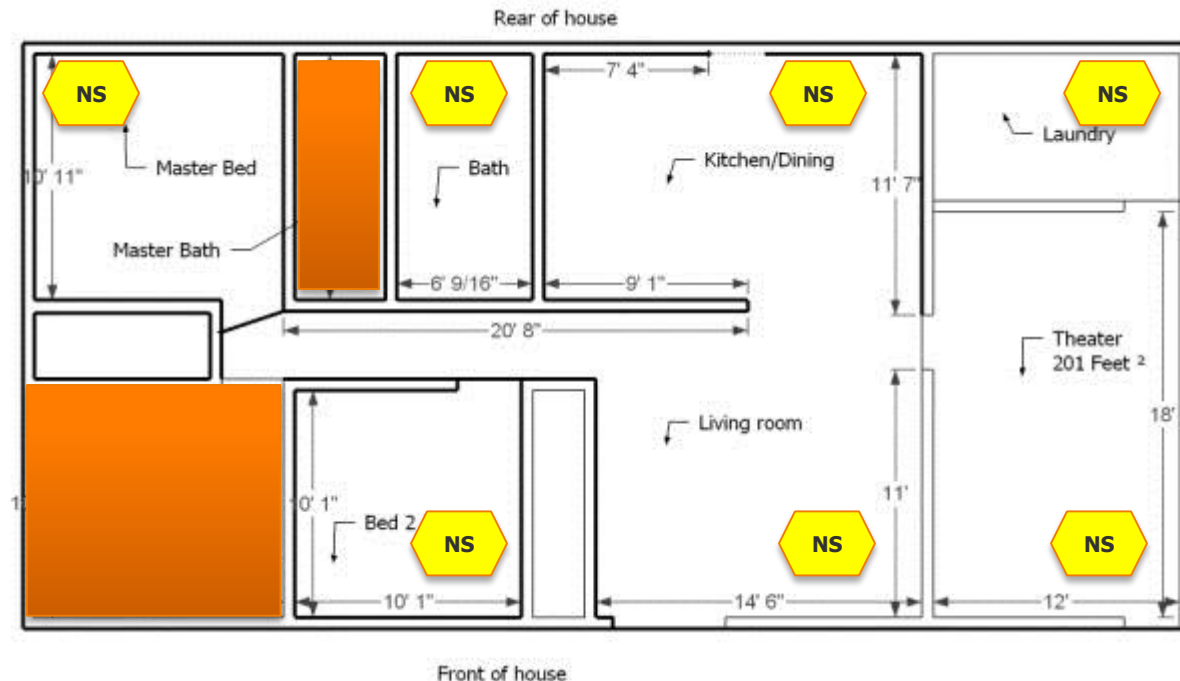 Rear of house
NS
NS
NS
NS
7' 4"
Laundry
Master Bed
Bath
Kitchen/Dining
10' 11"
11' 7"
Master Bath
6' 9/16"
9' 1"
20' 8"
Theater
201 Feet ²
18'
Living room
11'
10' 1"
Bed 2
NS
NS
NS
10' 1"
14' 6"
12'
Front of house